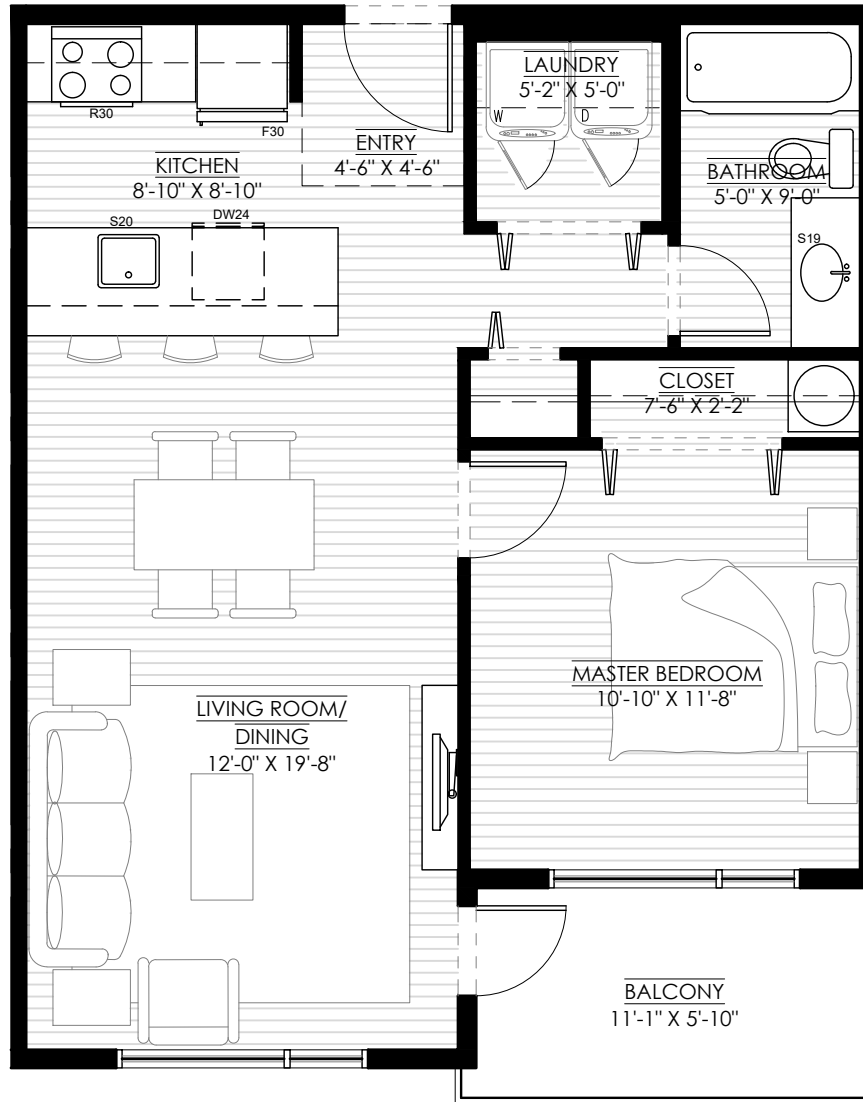 LAUNDRY
5'-2" X 5'-0"
W
D
R30
F30
ENTRY
4'-6" X 4'-6"
KITCHEN
8'-10" X 8'-10"
BATHROOM
5'-0" X 9'-0"
S20
DW24
S19
CLOSET
7'-6" X 2'-2"
MASTER BEDROOM
10'-10" X 11'-8"
LIVING ROOM/
DINING
12'-0" X 19'-8"
BALCONY
11'-1" X 5'-10"